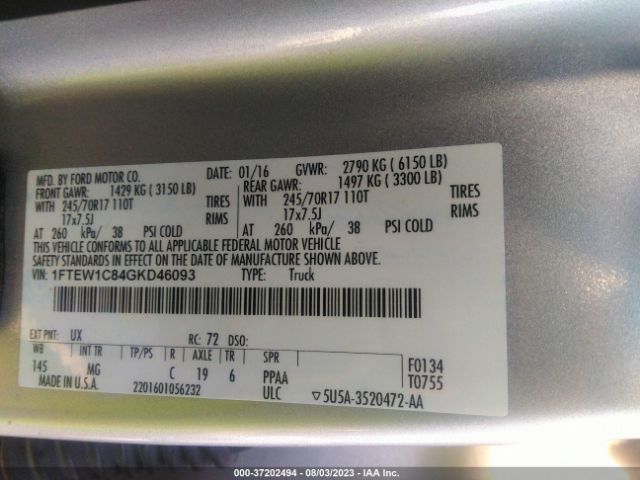 MFD. BY FORD MOTOR CO.
DATE: 01/16 GVWR: 2790 KG ( 6150 LB)
FRONT GAWR: 1429 KG ( 3150 LB) REAR GAWR: 1497 KG ( 3300 LB)
WITH 245/70R17 110T TIRES WITH 245/70R17 110T TIRES
17x7.5J RIMS 17x7.5J RIMS
AT 260 kPa/ 38 PSI COLD AT 260 kPa/ 38 PSI COLD
THIS VEHICLE CONFORMS TO ALL APPLICABLE FEDERAL MOTOR VEHICLE
SAFETY STANDARDS IN EFFECT ON THE DATE OF MANUFACTURE SHOWN ABOVE.
VIN: 1FTEW1C84GKD46093 TYPE: Truck
EXT PNT: UX RC: 72 DSO:
WB INT TR TP/PS R AXLE TR SPR
145 MG C 19 6 PPAA
F0134
T0755
MADE IN U.S.A. 2201601056232 ULC ▽5U5A-3520472-AA
000-37202494 - 08/03/2023 - IAA Inc.